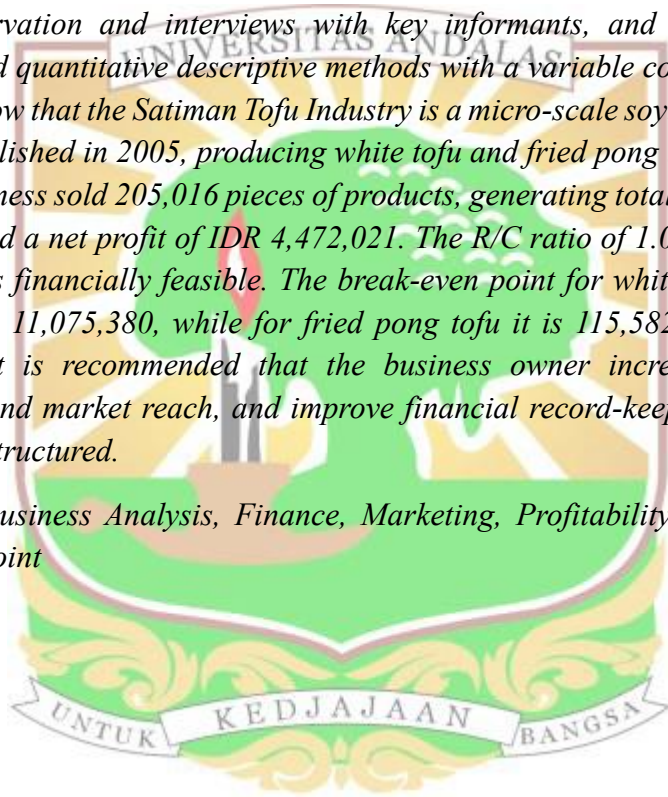 rvation and interviews with key informants, and
UNIVERSITAS ANDALAS
d quantitative descriptive methods with a variable co
ow that the Satiman Tofu Industry is a micro-scale soy
lished in 2005, producing white tofu and fried pong
ness sold 205,016 pieces of products, generating total
d a net profit of IDR 4,472,021. The R/C ratio of 1.0
s financially feasible. The break-even point for whit
11,075,380, while for fried pong tofu it is 115,582
t is recommended that the business owner incre
nd market reach, and improve financial record-keep
structured.
usiness Analysis, Finance, Marketing, Profitability
oint
UNTUK KEDJAJAAN BANGSA